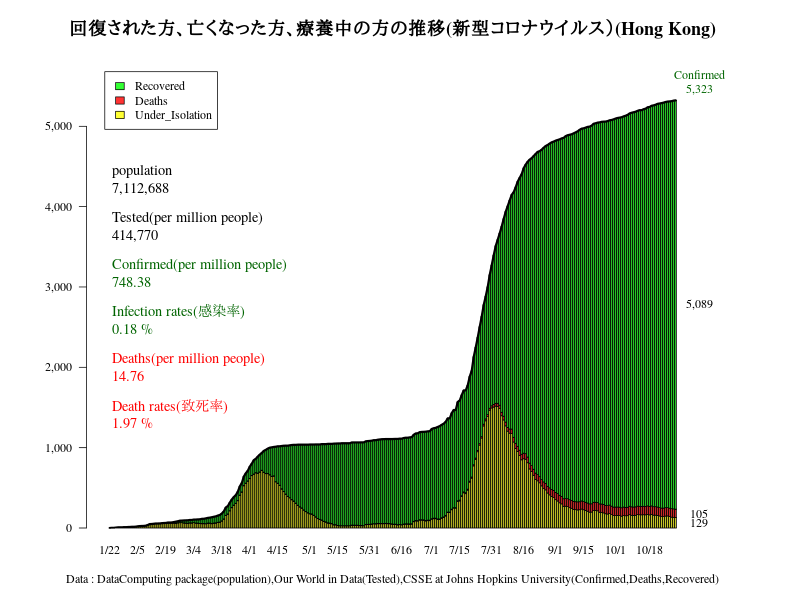 回復された方、亡くなった方、療養中の方の推移(新型コロナウイルス）(Hong Kong)
Confirmed
5,323
Recovered
Deaths
Under_Isolation
population
7,112,688
Tested(per million people)
414,770
Confirmed(per million people)
748.38
Infection rates(感染率)
0.18 %
Deaths(per million people)
14.76
Death rates(致死率)
1.97 %
5,000
4,000
3,000
2,000
1,000
0
5,089
105
129
1/22 2/5 2/19 3/4 3/18 4/1 4/15 5/1 5/15 5/31 6/16 7/1 7/15 7/31 8/16 9/1 9/15 10/1 10/18
Data : DataComputing package(population),Our World in Data(Tested),CSSE at Johns Hopkins University(Confirmed,Deaths,Recovered)